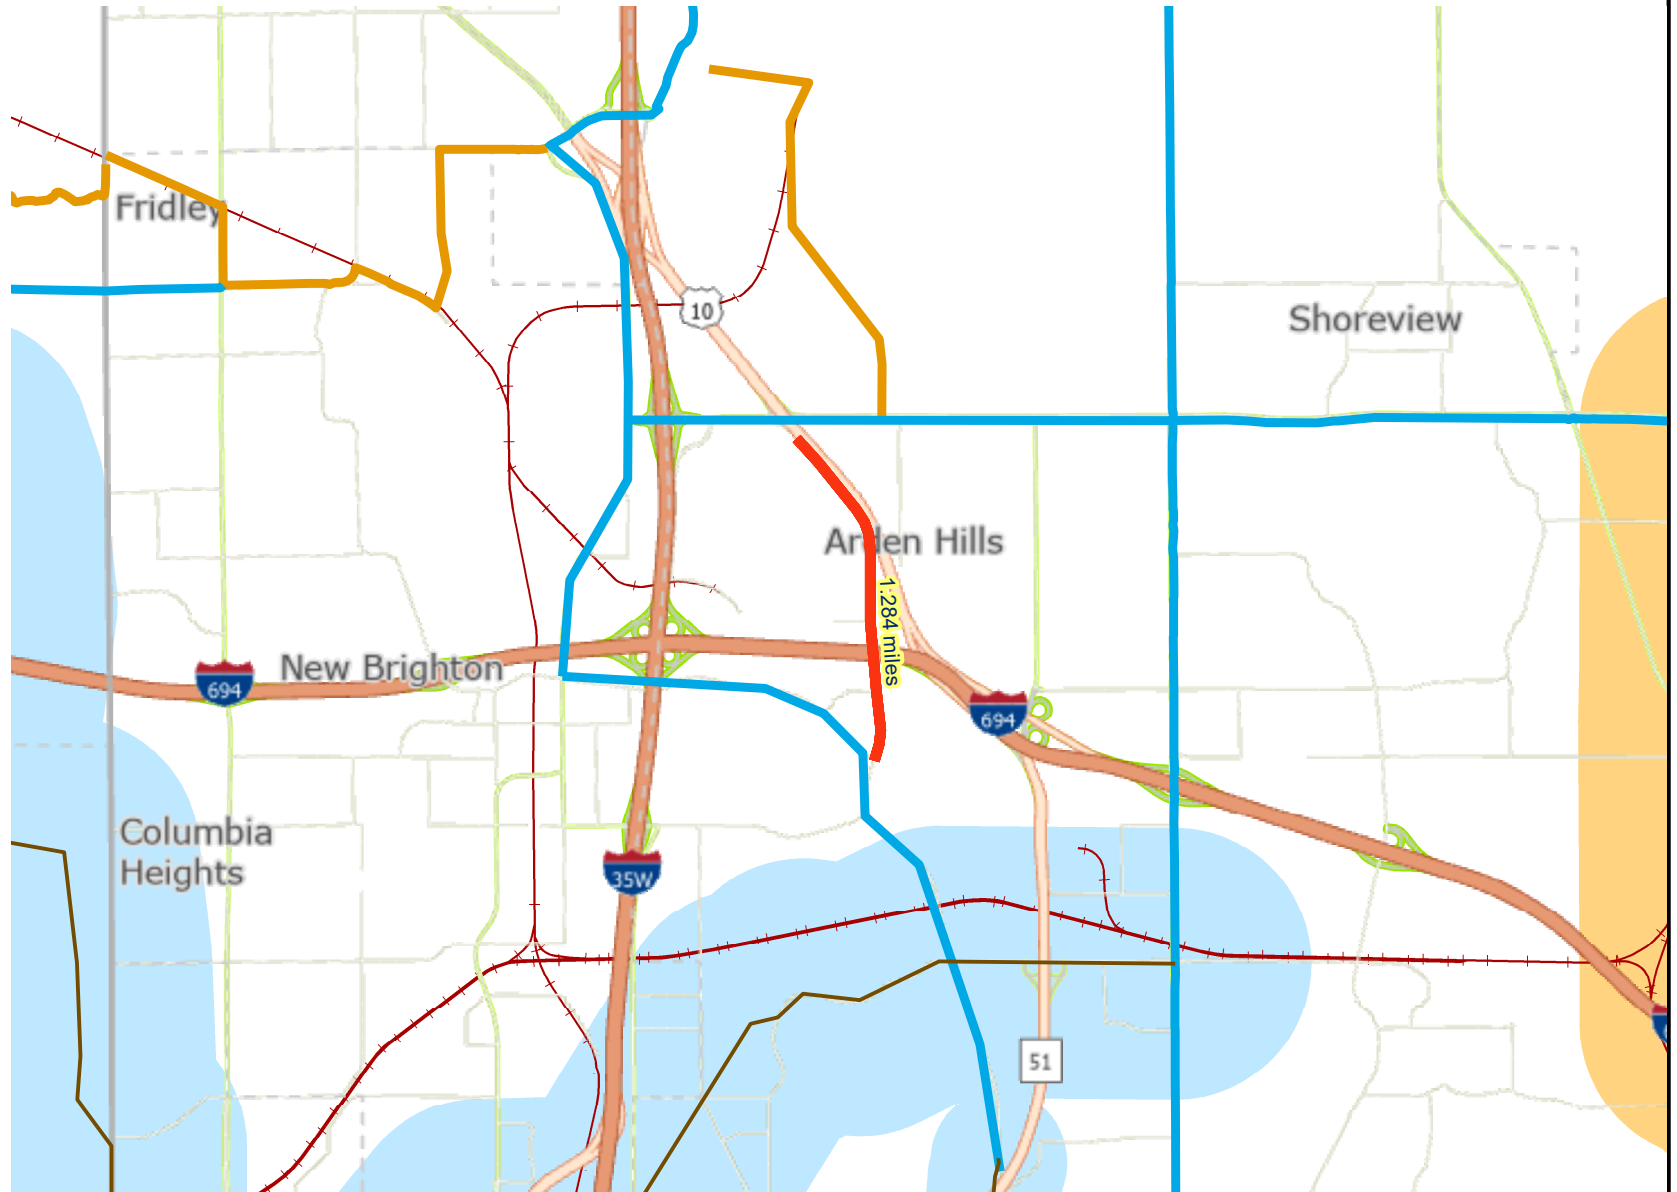 Fridley
10
Shoreview
Arden Hills
1.284 miles
New Brighton
694
694
Columbia
Heights
35W
51